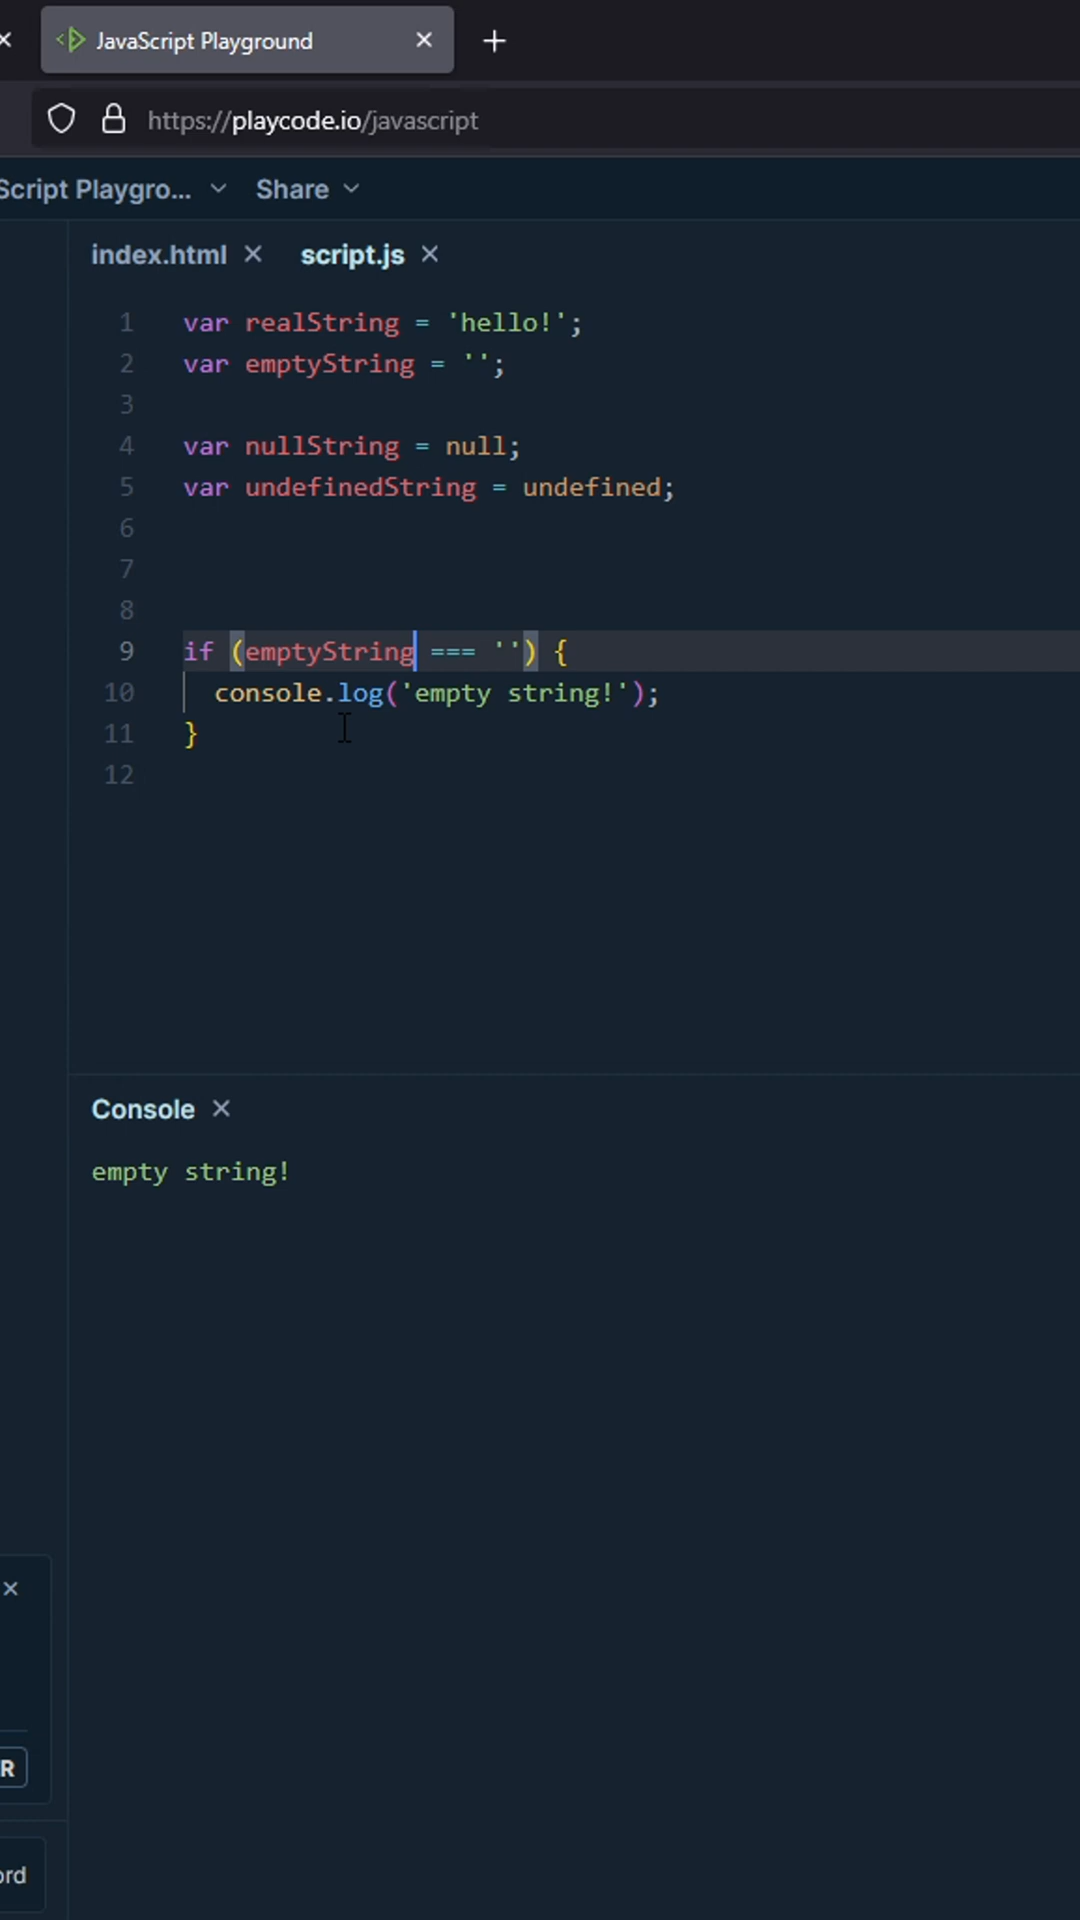 JavaScript Playground
https://playcode.io/javascript
Script Playgro... Share
index.html script.js
1 var realString = 'hello!';
2 var emptyString = '';
3
4 var nullString = null;
5 var undefinedString = undefined;
6
7
8
9 if (emptyString === '') {
10 console.log('empty string!');
11 }
12
Console
empty string!
R
ord